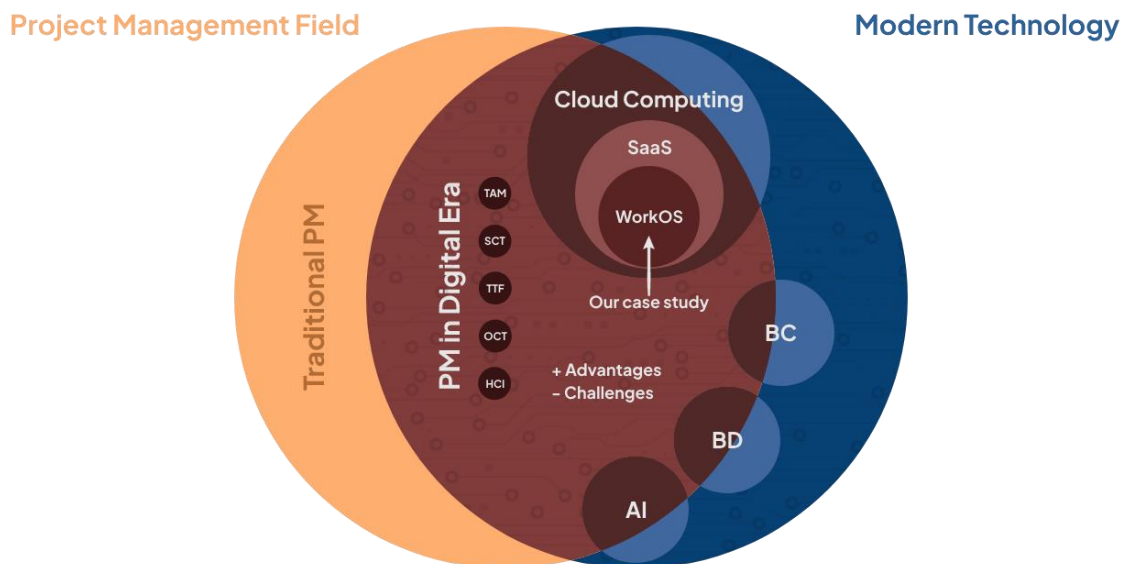 Project Management Field
Modern Technology
Traditional PM
PM in Digital Era
TAM
SCT
TTF
OCT
HCI
Cloud Computing
SaaS
WorkOS
Our case study
+ Advantages
- Challenges
BC
BD
AI